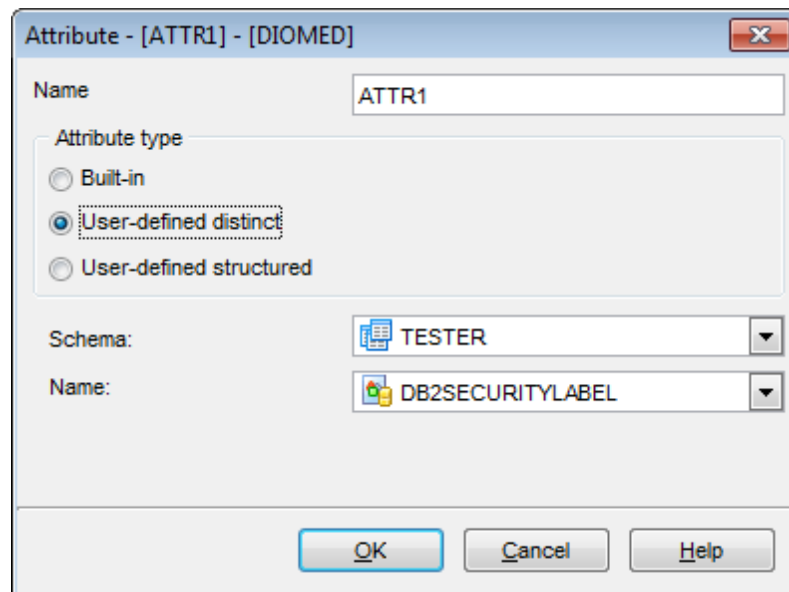 Attribute - [ATTR1] - [DIOMED]
Name ATTR1
Attribute type
Built-in
User-defined distinct
User-defined structured
Schema: TESTER
Name: DB2SECURITYLABEL
OK Cancel Help